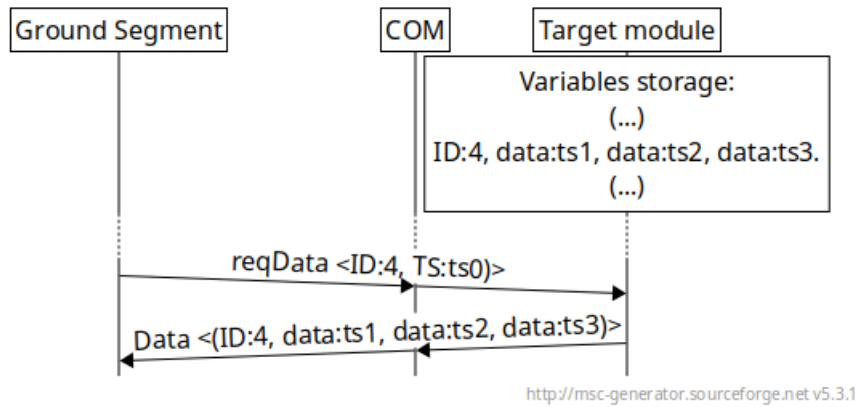 Ground Segment
COM
Target module
Variables storage:
(...)
ID:4, data:ts1, data:ts2, data:ts3.
(...)
reqData <ID:4, TS:ts0)>
Data <(ID:4, data:ts1, data:ts2, data:ts3)>
http://msc-generator.sourceforge.net v5.3.1